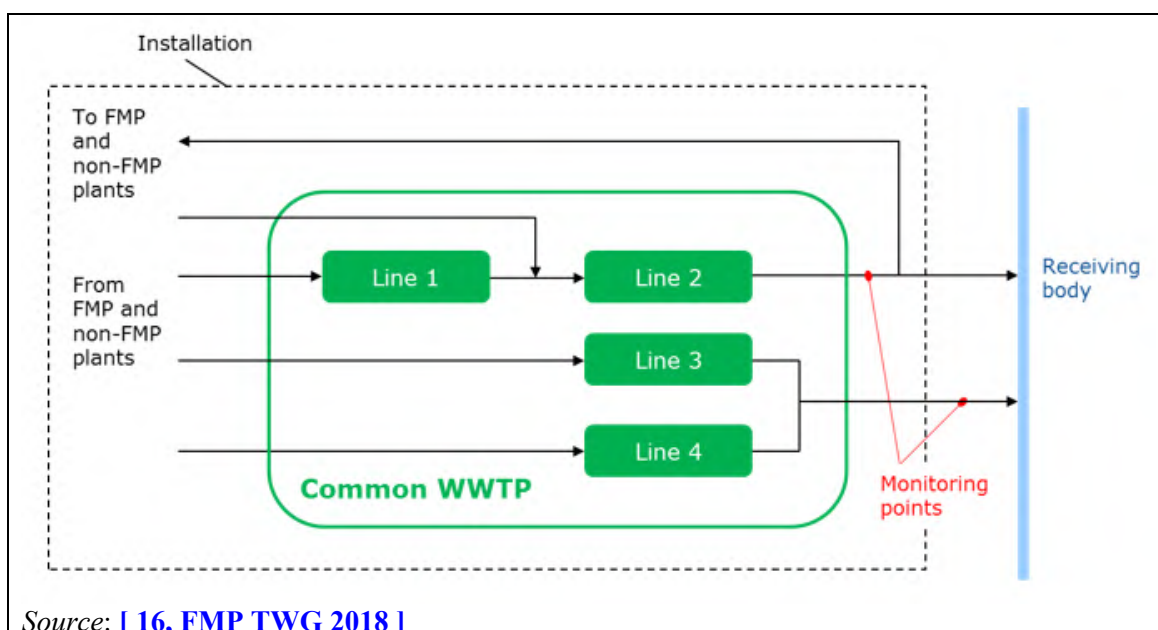 Installation
To FMP
and
non-FMP
plants
From
FMP and
non-FMP
plants
Line 1
Line 2
Line 3
Line 4
Common WWTP
Receiving
body
Monitoring
points
Source: [ 16, FMP TWG 2018 ]